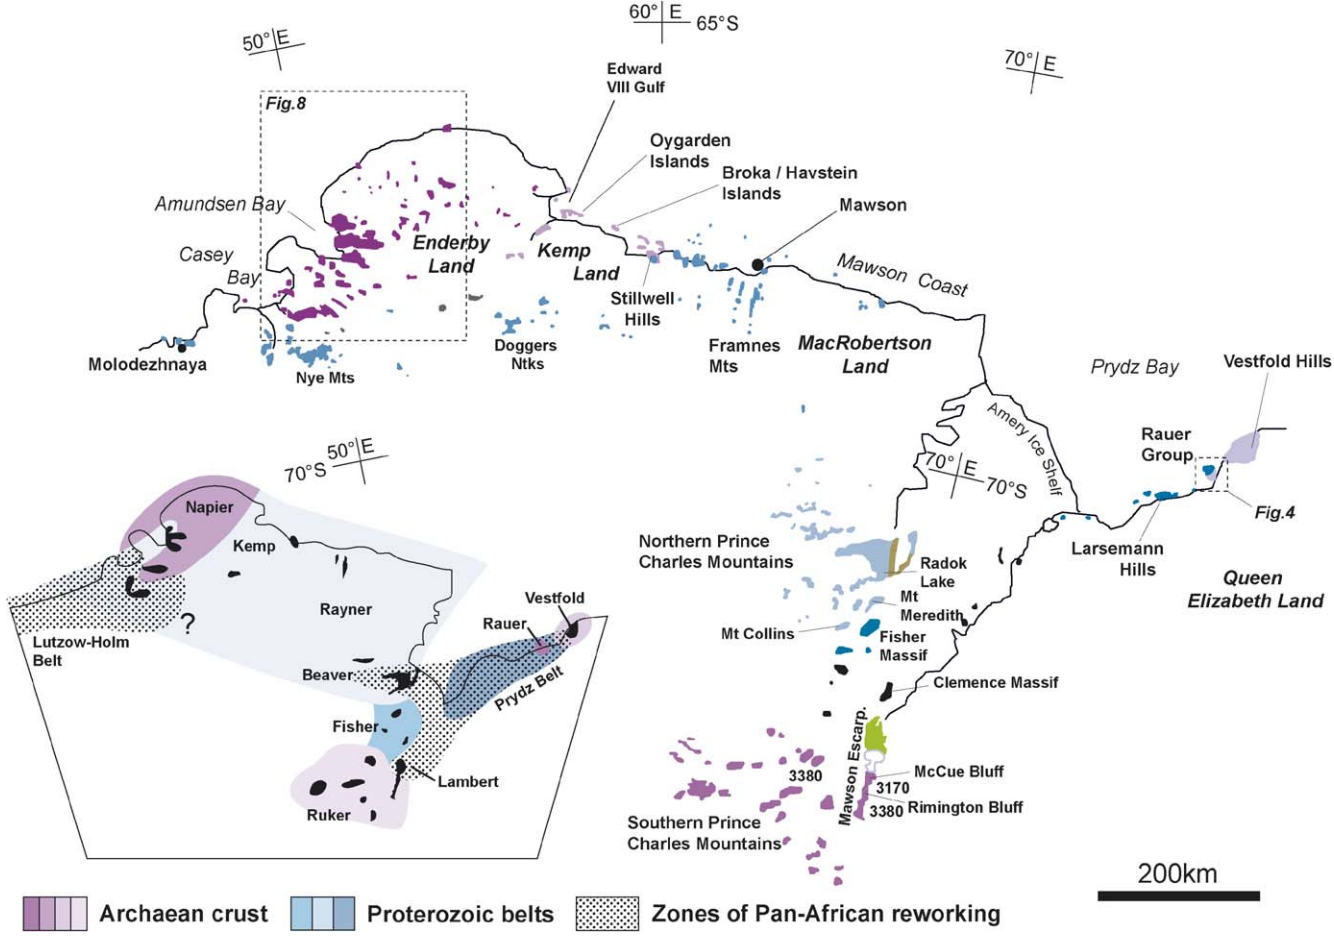 60° E
65°S
50° E
70° E
Edward
VIII Gulf
Fig.8
Oygarden
Islands
Broka / Havstein
Islands
Amundsen Bay
Mawson
Casey
Bay
Enderby
Land
Kemp
Land
Mawson Coast
Stillwell
Hills
Molodezhnaya
Nye Mts
Doggers
Ntks
Framnes
Mts
MacRobertson
Land
Prydz Bay
Vestfold Hills
Amery Ice Shelf
Rauer
Group
Fig.4
70° E
70°S
50° E
70°S
Northern Prince
Charles Mountains
Radok
Lake
Mt
Meredith
Larsemann
Hills
Queen
Elizabeth Land
Mt Collins
Fisher
Massif
Clemence Massif
Mawson Escarp.
McCue Bluff
3170
Rimington Bluff
3380
3380
Southern Prince
Charles Mountains
Napier
Kemp
Rayner
?
Lutzow-Holm
Belt
Vestfold
Rauer
Beaver
Prydz Belt
Fisher
Lambert
Ruker
200km
Archaean crust
Proterozoic belts
Zones of Pan-African reworking